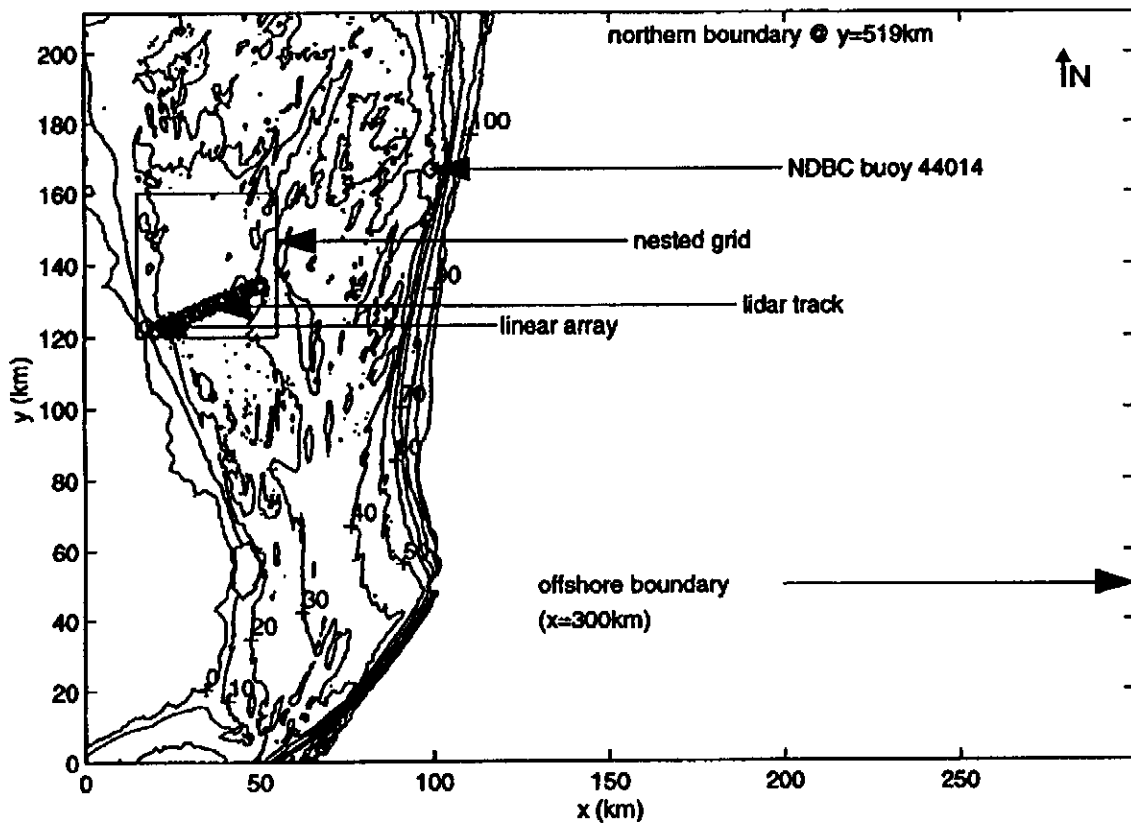 northern boundary @ y=519km
N
200
180
160
140
120
100
80
60
40
20
0
y (km)
100
NDBC buoy 44014
nested grid
lidar track
linear array
70
40
50
30
20
10
0
offshore boundary
(x=300km)
0
50
100
150
200
250
x (km)